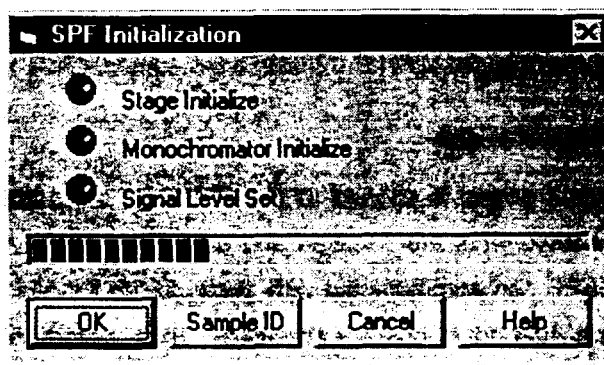 SPF Initialization
Stage Initialize
Monochromator Initialize
Signal Level Set
OK Sample ID Cancel Help